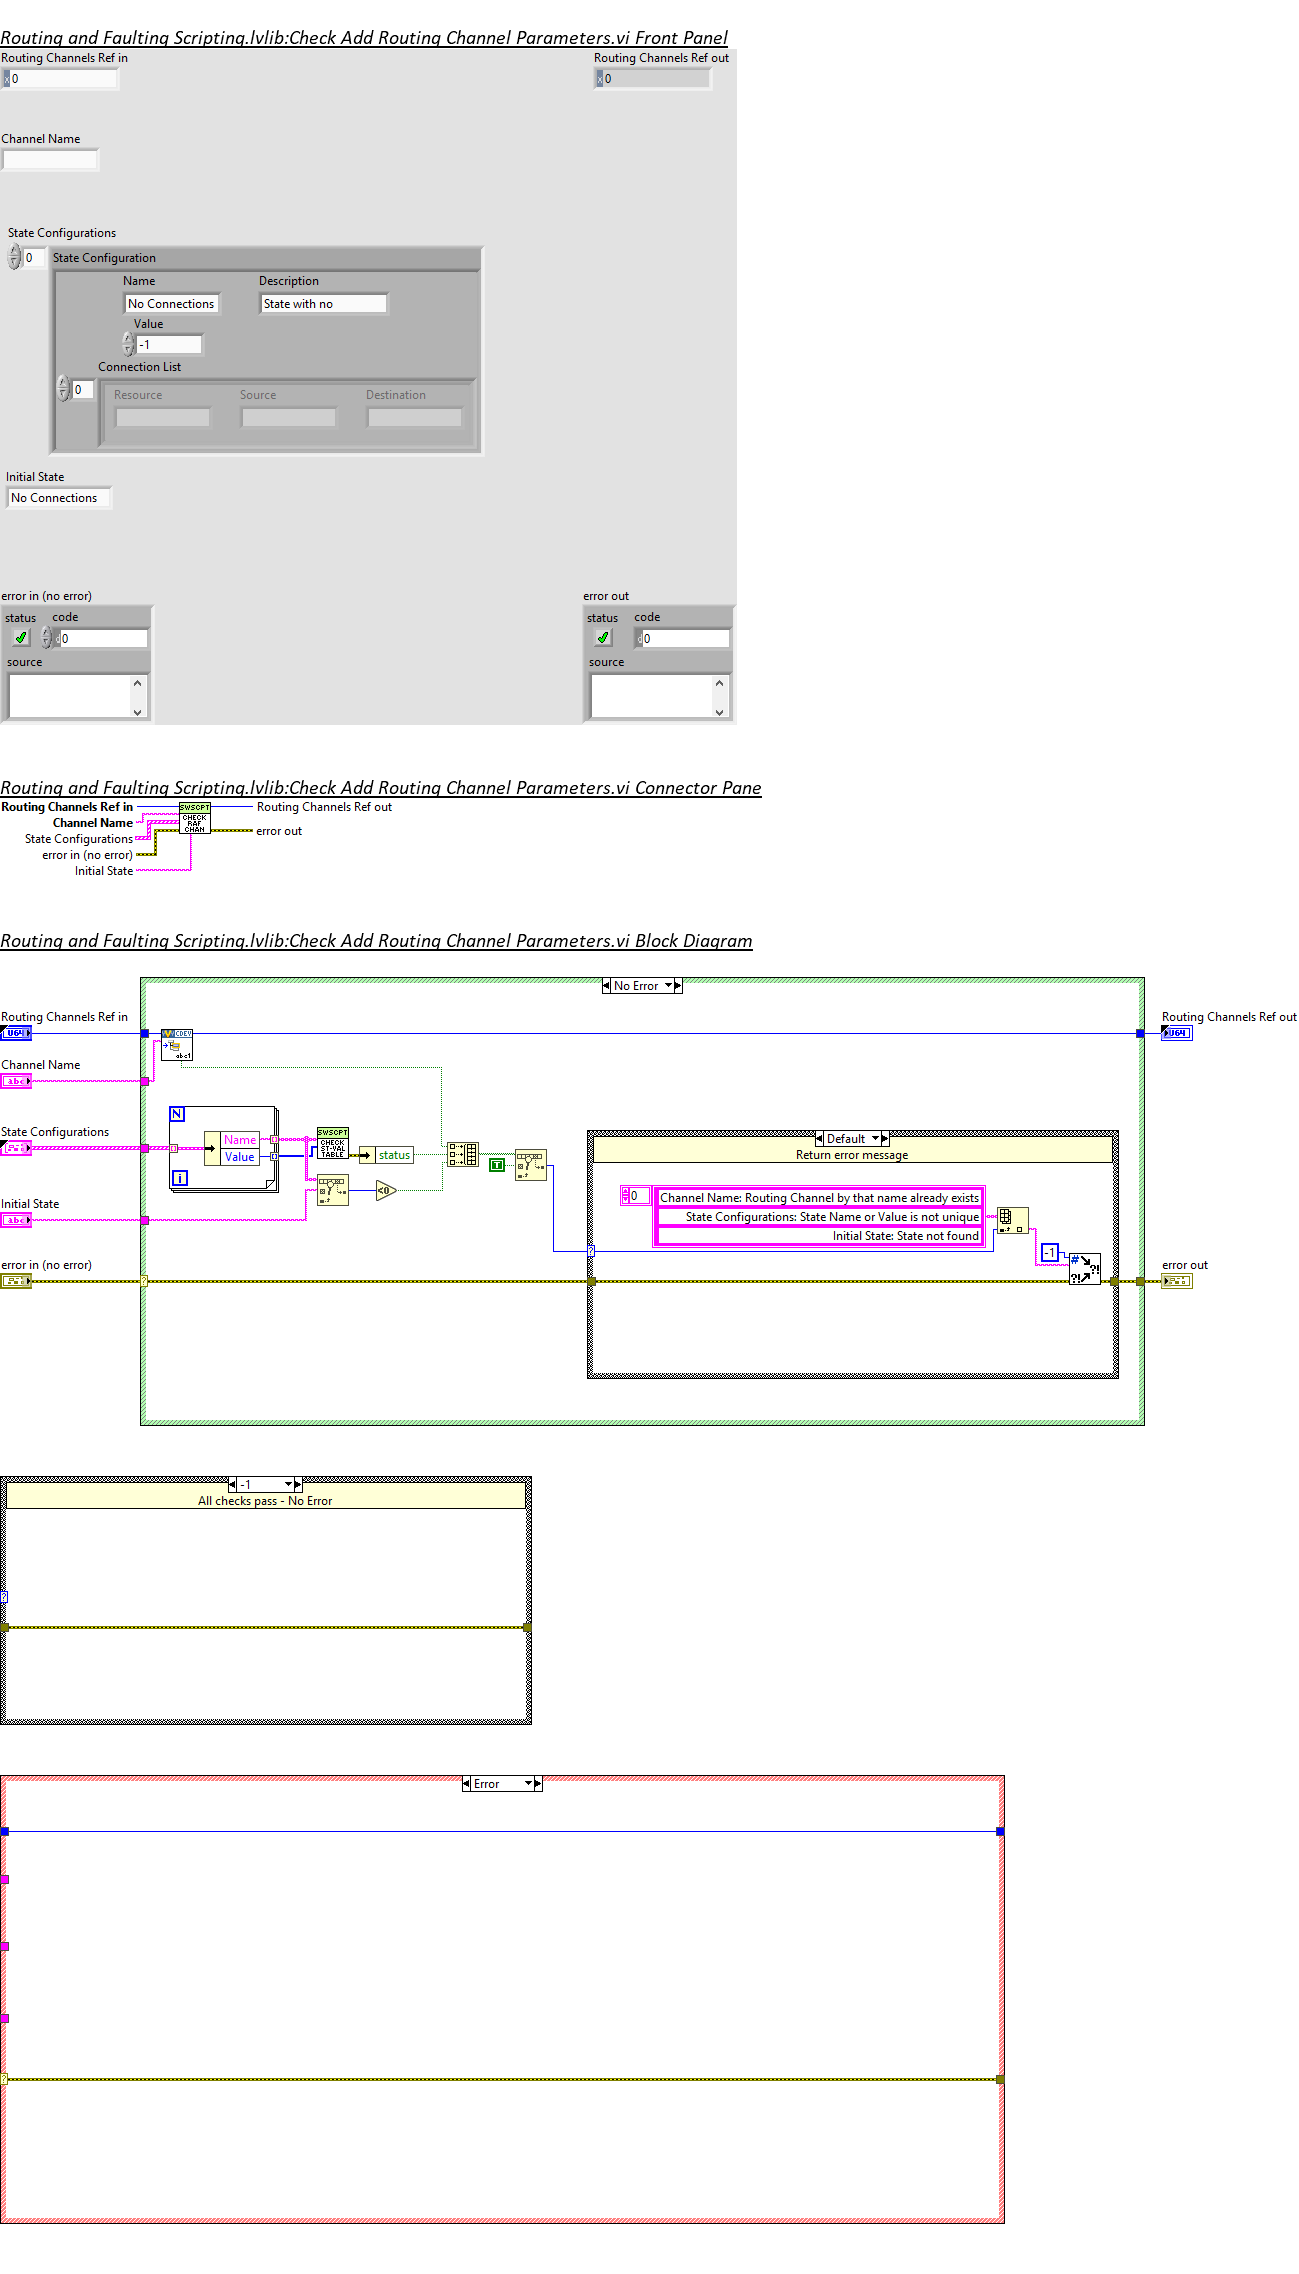 Routing and Faulting Scripting.lvlib:Check Add Routing Channel Parameters.vi Front Panel
Routing Channels Ref in
Routing Channels Ref out
x 0
x 0
Channel Name
State Configurations
0
State Configuration
Name
Description
No Connections
State with no
Value
-1
Connection List
0
Resource
Source
Destination
Initial State
No Connections
error in (no error)
error out
status
code
status
code
d 0
d 0
source
source
Routing and Faulting Scripting.lvlib:Check Add Routing Channel Parameters.vi Connector Pane
Routing Channels Ref in
SWSCPT
CHECK
RAF
CHAN
Routing Channels Ref out
Channel Name
State Configurations
error out
error in (no error)
Initial State
Routing and Faulting Scripting.lvlib:Check Add Routing Channel Parameters.vi Block Diagram
No Error
Routing Channels Ref in
U64
CDEV
abc1
Routing Channels Ref out
U64
Channel Name
abc
State Configurations
N
Name
Value
i
SWSCPT
CHECK
ST-VAL
TABLE
status
<0
T
Default
Return error message
0
Channel Name: Routing Channel by that name already exists
State Configurations: State Name or Value is not unique
Initial State: State not found
Initial State
abc
-1
#
?!
?!
error in (no error)
?
?
error out
-1
All checks pass - No Error
?
Error
?